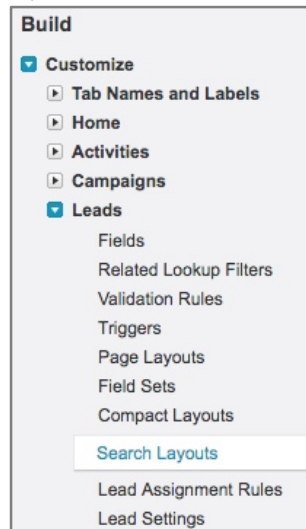 Build
Customize
Tab Names and Labels
Home
Activities
Campaigns
Leads
Fields
Related Lookup Filters
Validation Rules
Triggers
Page Layouts
Field Sets
Compact Layouts
Search Layouts
Lead Assignment Rules
Lead Settings